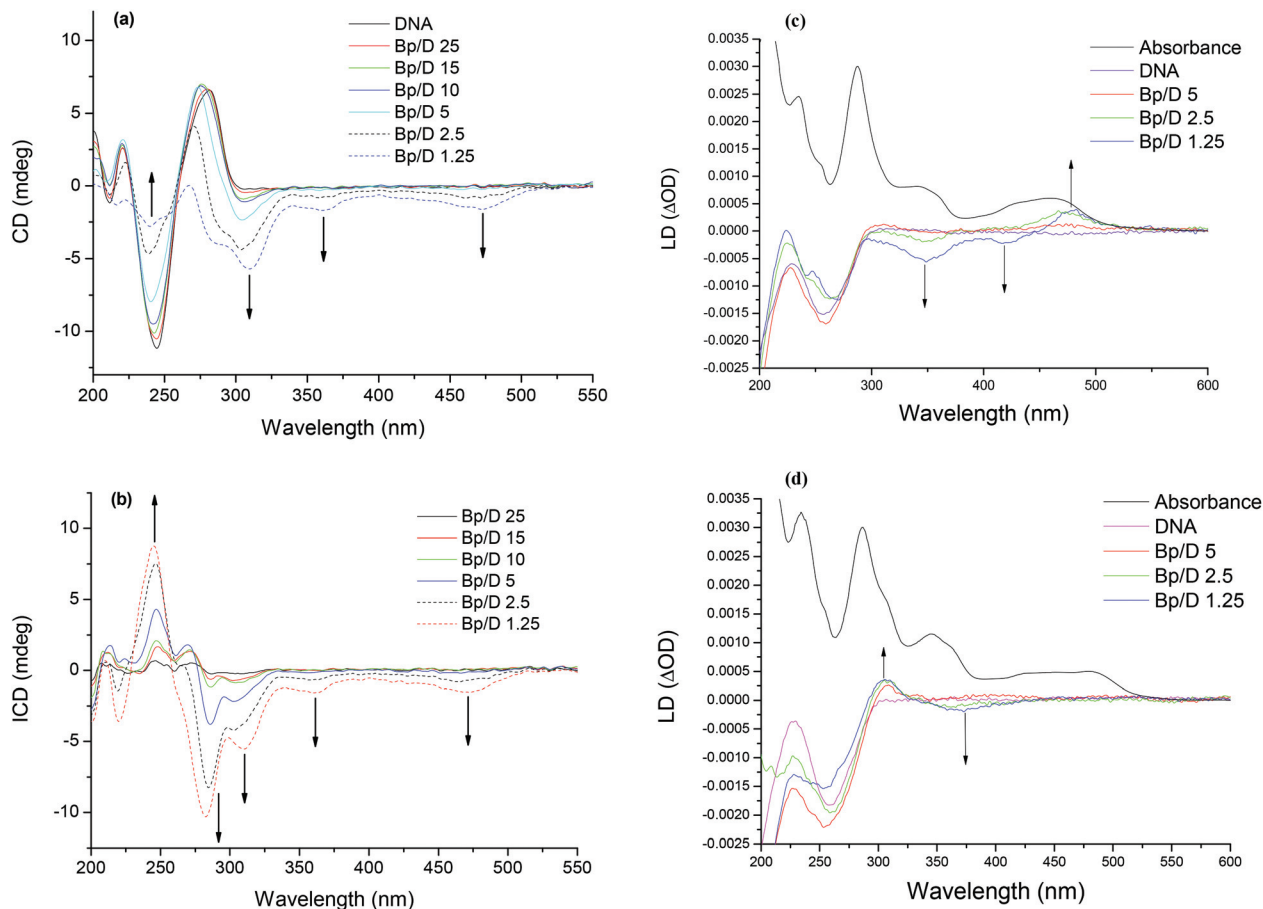 (a)
DNA
Bp/D 25
Bp/D 15
Bp/D 10
Bp/D 5
Bp/D 2.5
Bp/D 1.25
10
5
0
-5
-10
CD (mdeg)
200 250 300 350 400 450 500 550
Wavelength (nm)
(c)
Absorbance
DNA
Bp/D 5
Bp/D 2.5
Bp/D 1.25
0.0035
0.0030
0.0025
0.0020
0.0015
0.0010
0.0005
0.0000
-0.0005
-0.0010
-0.0015
-0.0020
-0.0025
LD (ΔOD)
200 300 400 500 600
Wavelength (nm)
(b)
Bp/D 25
Bp/D 15
Bp/D 10
Bp/D 5
Bp/D 2.5
Bp/D 1.25
10
5
0
-5
-10
ICD (mdeg)
200 250 300 350 400 450 500 550
Wavelength (nm)
(d)
Absorbance
DNA
Bp/D 5
Bp/D 2.5
Bp/D 1.25
0.0035
0.0030
0.0025
0.0020
0.0015
0.0010
0.0005
0.0000
-0.0005
-0.0010
-0.0015
-0.0020
-0.0025
LD (ΔOD)
200 250 300 350 400 450 500 550 600
Wavelength (nm)